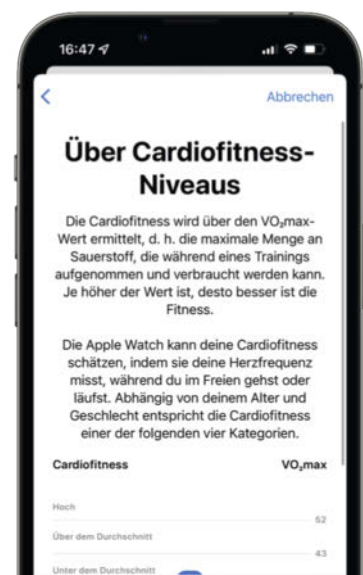 16:47
Abbrechen
Über Cardiofitness-
Niveaus
Die Cardiofitness wird über den VO₂max-
Wert ermittelt, d. h. die maximale Menge an
Sauerstoff, die während eines Trainings
aufgenommen und verbraucht werden kann.
Je höher der Wert ist, desto besser ist die
Fitness.
Die Apple Watch kann deine Cardiofitness
schätzen, indem sie deine Herzfrequenz
misst, während du im Freien gehst oder
läufst. Abhängig von deinem Alter und
Geschlecht entspricht die Cardiofitness
einer der folgenden vier Kategorien.
Cardiofitness VO₂max
Hoch
52
Über dem Durchschnitt
43
Unter dem Durchschnitt